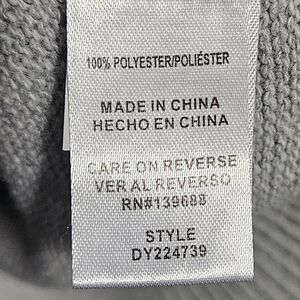 100% POLYESTER/POLIÉSTER
MADE IN CHINA
HECHO EN CHINA
CARE ON REVERSE
VER AL REVERSO
RN#139688
STYLE
DY224739